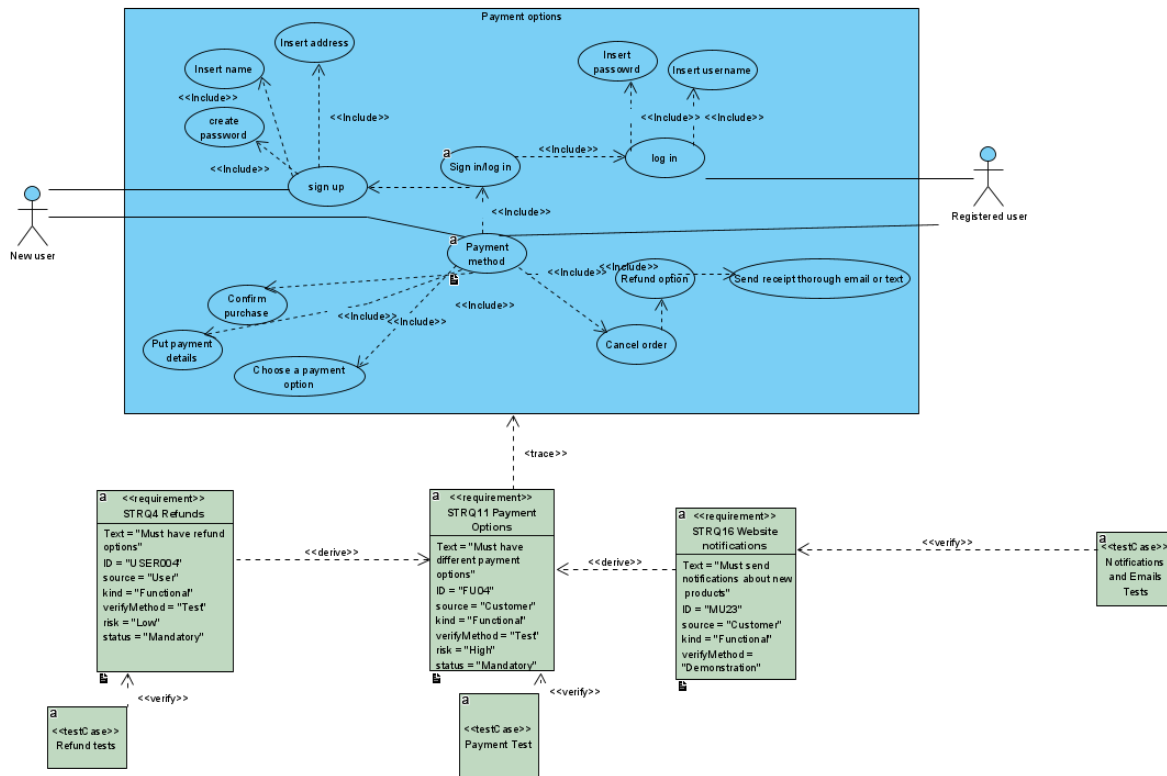 Payment options
Insert address
Insert name
<<Include>>
create
password
<<Include>>
<<Include>>
sign up
Insert
passowrd
Insert username
<<Include>>
<<Include>>
a
Sign in/log in
<<Include>>
log in
<<Include>>
New user
Registered user
a
Payment
method
<<Include>>
<<Include>>
Refund option
Send receipt thorough email or text
Confirm
purchase
<<Include>>
<<Include>>
<<Include>>
Put payment
details
Choose a payment
option
Cancel order
<trace>
a
<<requirement>>
STRQ4 Refunds
Text = "Must have refund
options"
ID = "USER004"
source = "User"
kind = "Functional"
verifyMethod = "Test"
risk = "Low"
status = "Mandatory"
<<derive>>
a
<<requirement>>
STRQ11 Payment
Options
Text = "Must have
different payment
options"
ID = "FU04"
source = "Customer"
kind = "Functional"
verifyMethod = "Test"
risk = "High"
status = "Mandatory"
<<derive>>
a
<<requirement>>
STRQ16 Website
notifications
Text = "Must send
notifications about new
products"
ID = "MU23"
source = "Customer"
kind = "Functional"
verifyMethod =
"Demonstration"
<<verify>>
a
<<testCase>>
Notifications
and Emails
Tests
<<verify>>
a
<<testCase>>
Refund tests
<<verify>>
a
<<testCase>>
Payment Test